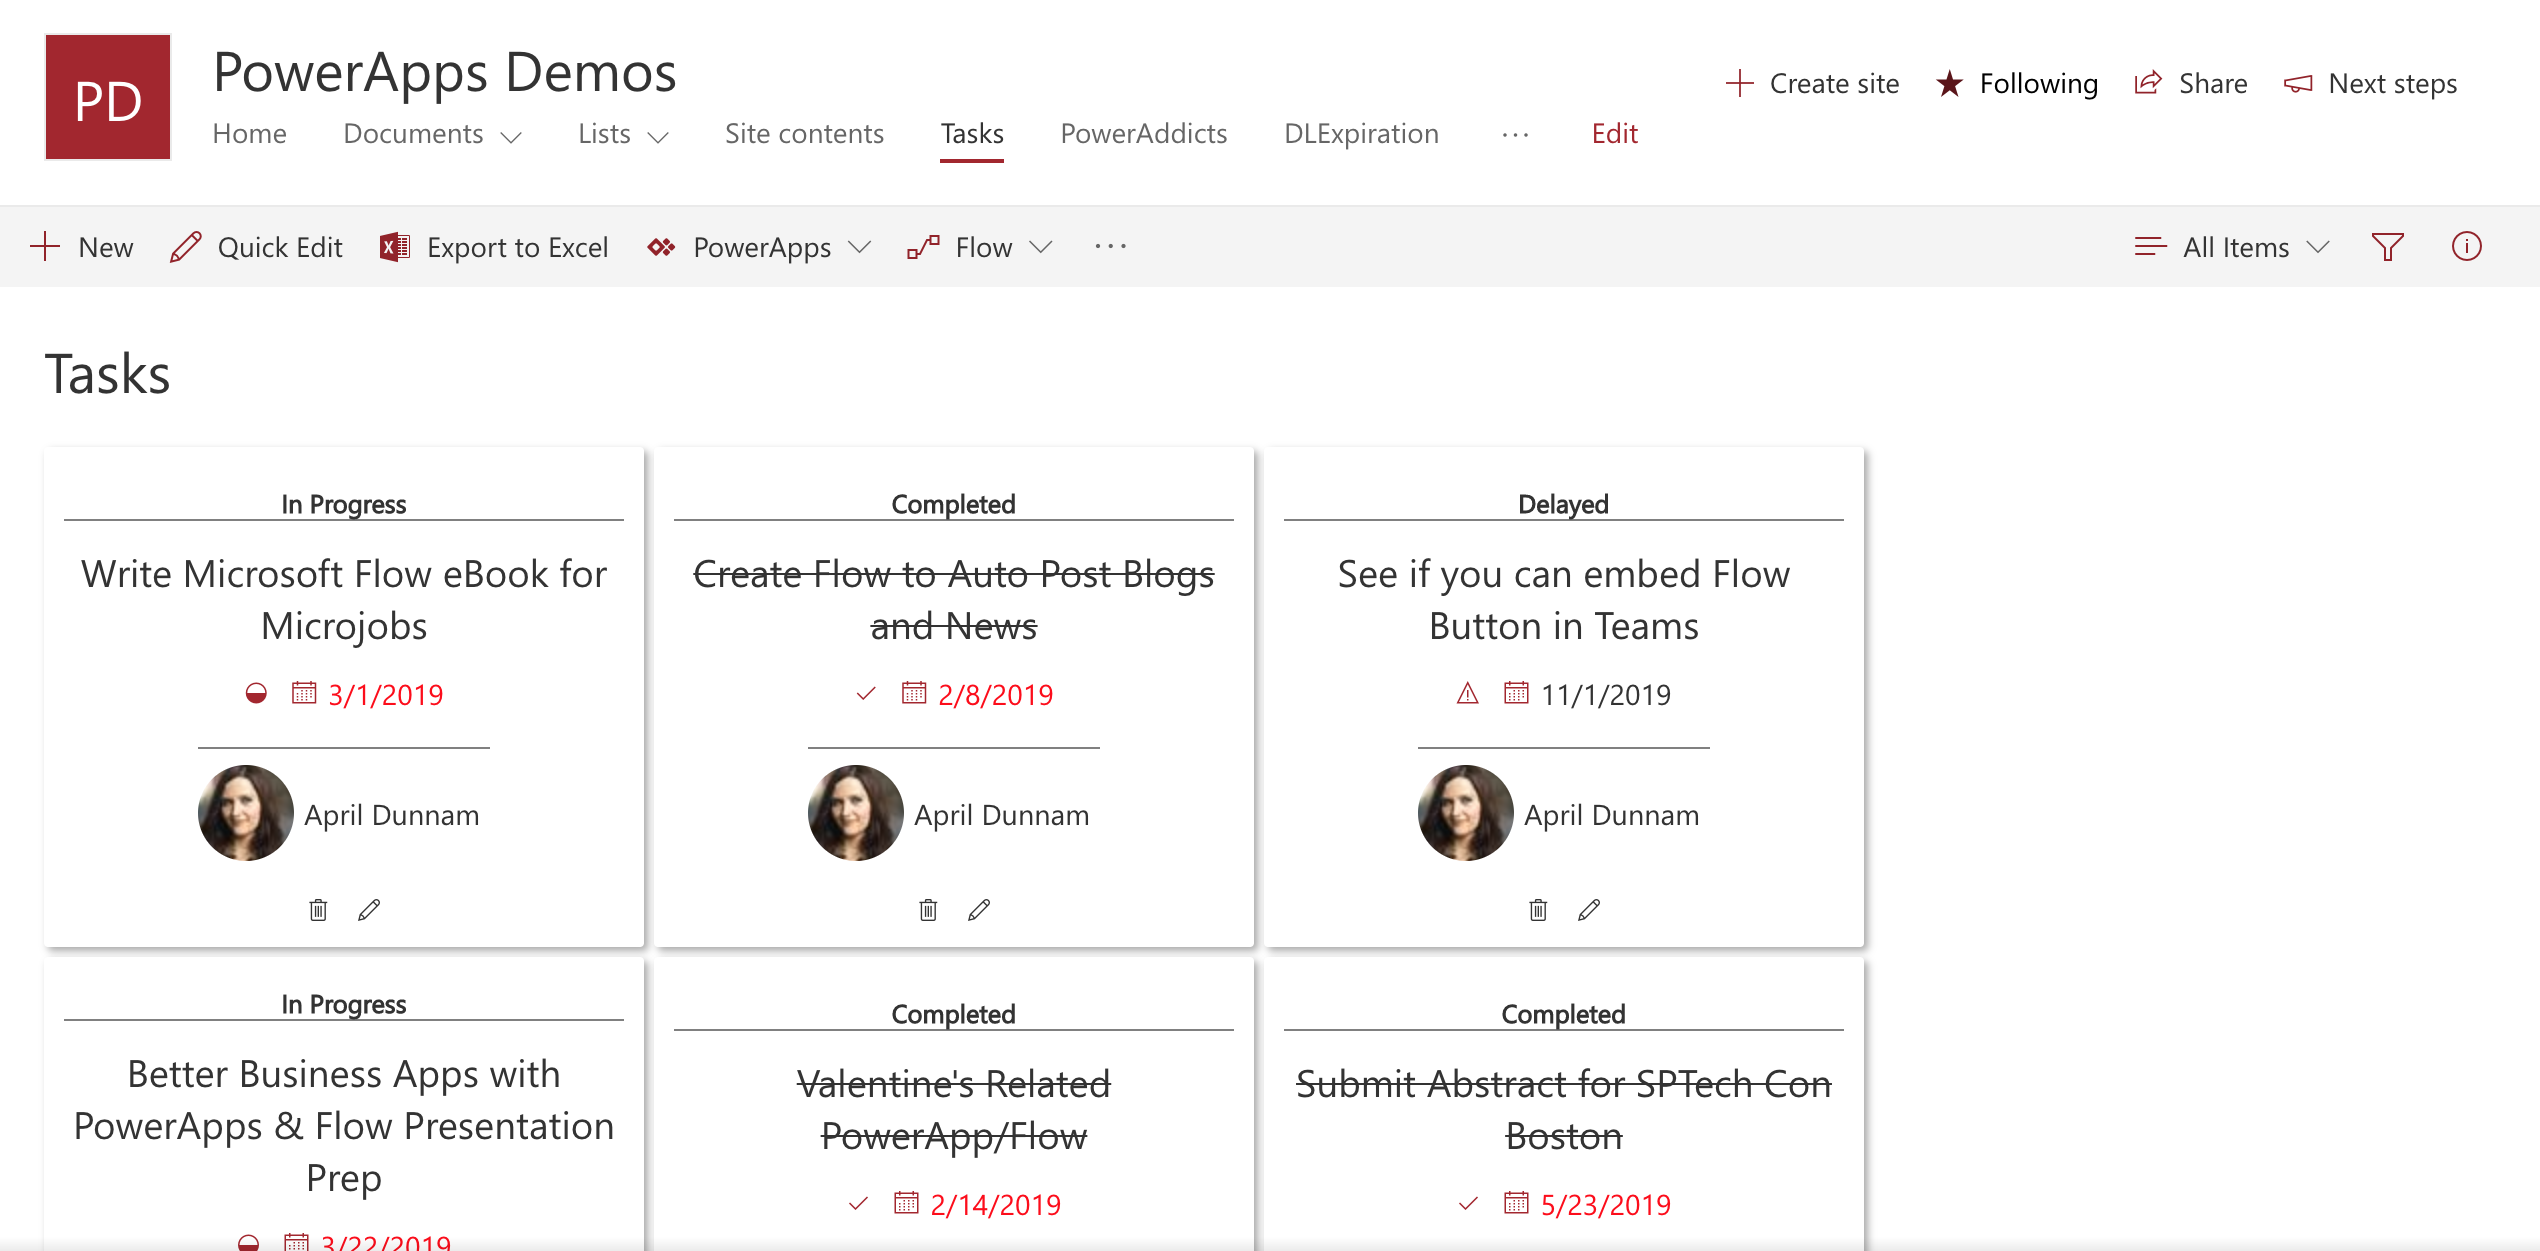 PD
PowerApps Demos
Create site Following Share Next steps
Home Documents Lists Site contents Tasks PowerAddicts DLExpiration ... Edit
New Quick Edit Export to Excel PowerApps Flow ... All Items
Tasks
In Progress
Write Microsoft Flow eBook for
Microjobs
3/1/2019
April Dunnam
Completed
Create Flow to Auto Post Blogs
and News
2/8/2019
April Dunnam
Delayed
See if you can embed Flow
Button in Teams
11/1/2019
April Dunnam
In Progress
Better Business Apps with
PowerApps & Flow Presentation
Prep
3/22/2019
Completed
Valentine's Related
PowerApp/Flow
2/14/2019
Completed
Submit Abstract for SPTech Con
Boston
5/23/2019